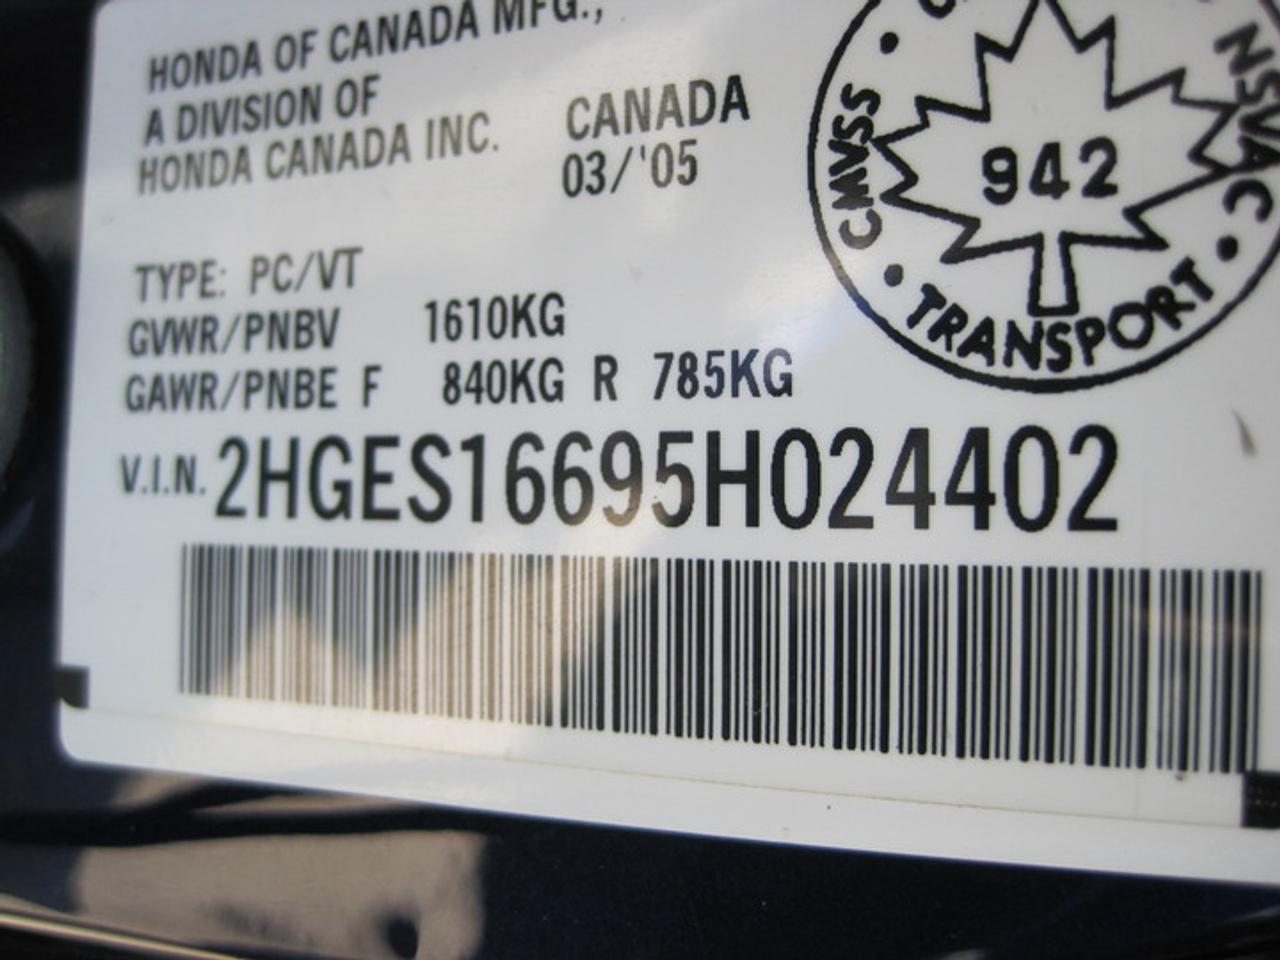 HONDA OF CANADA MFG.,
A DIVISION OF
HONDA CANADA INC. CANADA
03/'05
TYPE: PC/VT
GVWR/PNBV 1610KG
GAWR/PNBE F 840KG R 785KG
V.I.N. 2HGES16695H024402
CMVSS • TRANSPORT • CAVSN
942